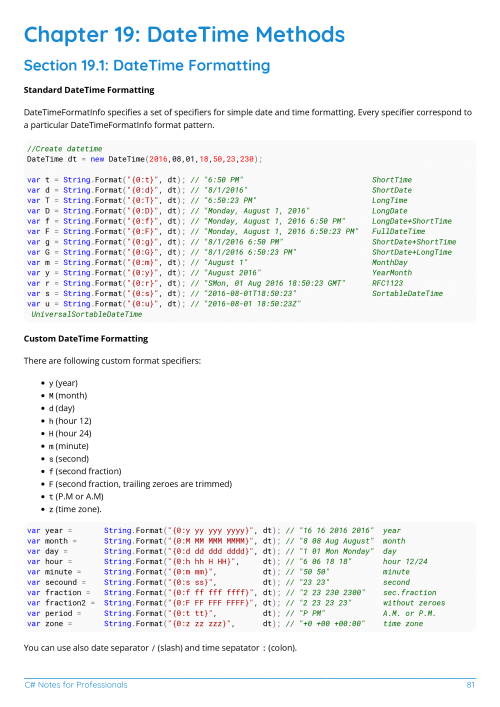 Chapter 19: DateTime Methods
Section 19.1: DateTime Formatting
Standard DateTime Formatting
DateTimeFormatInfo specifies a set of specifiers for simple date and time formatting. Every specifier correspond to
a particular DateTimeFormatInfo format pattern.
//Create datetime
DateTime dt = new DateTime(2016,08,01,18,50,23,230);
var t = String.Format("{0:t}", dt); // "6:50 PM" ShortTime
var d = String.Format("{0:d}", dt); // "8/1/2016" ShortDate
var T = String.Format("{0:T}", dt); // "6:50:23 PM" LongTime
var D = String.Format("{0:D}", dt); // "Monday, August 1, 2016" LongDate
var f = String.Format("{0:f}", dt); // "Monday, August 1, 2016 6:50 PM" LongDate+ShortTime
var F = String.Format("{0:F}", dt); // "Monday, August 1, 2016 6:50:23 PM" FullDateTime
var g = String.Format("{0:g}", dt); // "8/1/2016 6:50 PM" ShortDate+ShortTime
var G = String.Format("{0:G}", dt); // "8/1/2016 6:50:23 PM" ShortDate+LongTime
var m = String.Format("{0:m}", dt); // "August 1" MonthDay
var y = String.Format("{0:y}", dt); // "August 2016" YearMonth
var r = String.Format("{0:r}", dt); // "SMon, 01 Aug 2016 18:50:23 GMT" RFC1123
var s = String.Format("{0:s}", dt); // "2016-08-01T18:50:23" SortableDateTime
var u = String.Format("{0:u}", dt); // "2016-08-01 18:50:23Z"
UniversalSortableDateTime
Custom DateTime Formatting
There are following custom format specifiers:
• y (year)
• M (month)
• d (day)
• h (hour 12)
• H (hour 24)
• m (minute)
• s (second)
• f (second fraction)
• F (second fraction, trailing zeroes are trimmed)
• t (P.M or A.M)
• z (time zone).
var year = String.Format("{0:y yy yyy yyyy}", dt); // "16 16 2016 2016" year
var month = String.Format("{0:M MM MMM MMMM}", dt); // "8 08 Aug August" month
var day = String.Format("{0:d dd ddd dddd}", dt); // "1 01 Mon Monday" day
var hour = String.Format("{0:h hh H HH}", dt); // "6 06 18 18" hour 12/24
var minute = String.Format("{0:m mm}", dt); // "50 50" minute
var secound = String.Format("{0:s ss}", dt); // "23 23" second
var fraction = String.Format("{0:f ff fff ffff}", dt); // "2 23 230 2300" sec.fraction
var fraction2 = String.Format("{0:F FF FFF FFFF}", dt); // "2 23 23 23" without zeroes
var period = String.Format("{0:t tt}", dt); // "P PM" A.M. or P.M.
var zone = String.Format("{0:z zz zzz}", dt); // "+0 +00 +00:00" time zone
You can use also date separator / (slash) and time sepatator : (colon).
C# Notes for Professionals 81